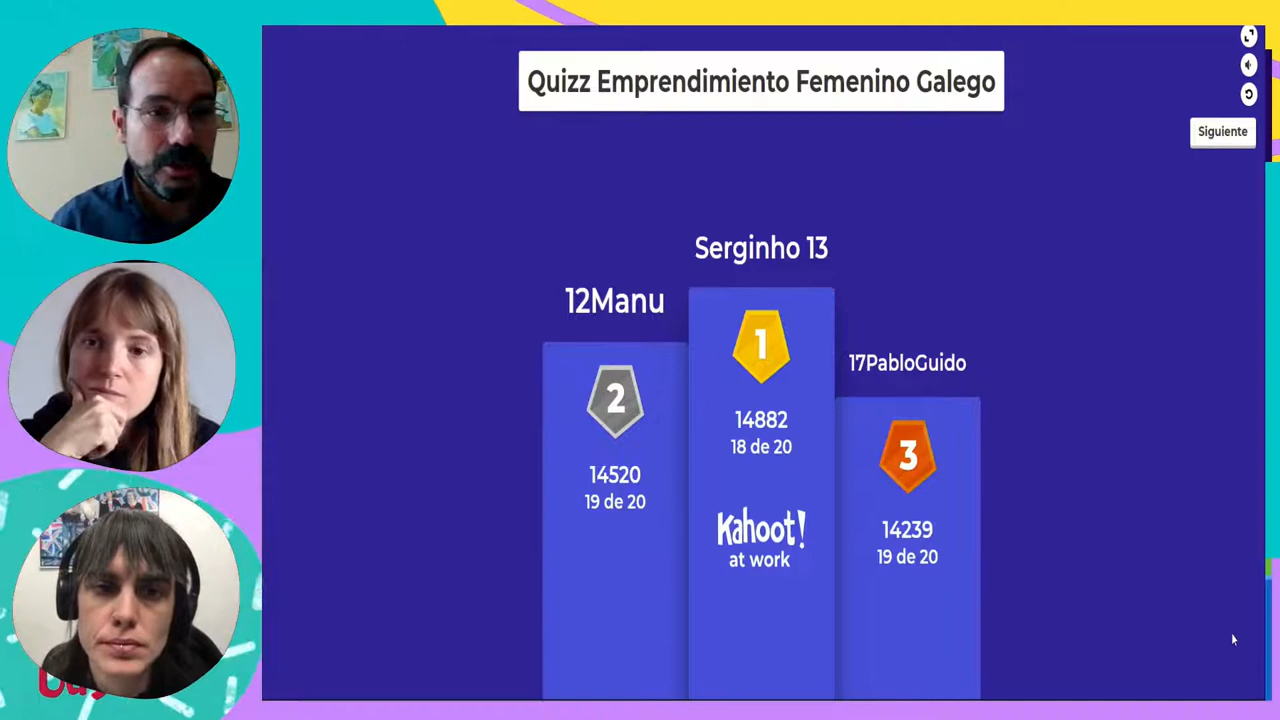 Quizz Emprendimiento Femenino Galego
Siguiente
Serginho 13
12Manu
17PabloGuido
1
2
3
14882
18 de 20
14520
19 de 20
14239
19 de 20
Kahoot!
at work